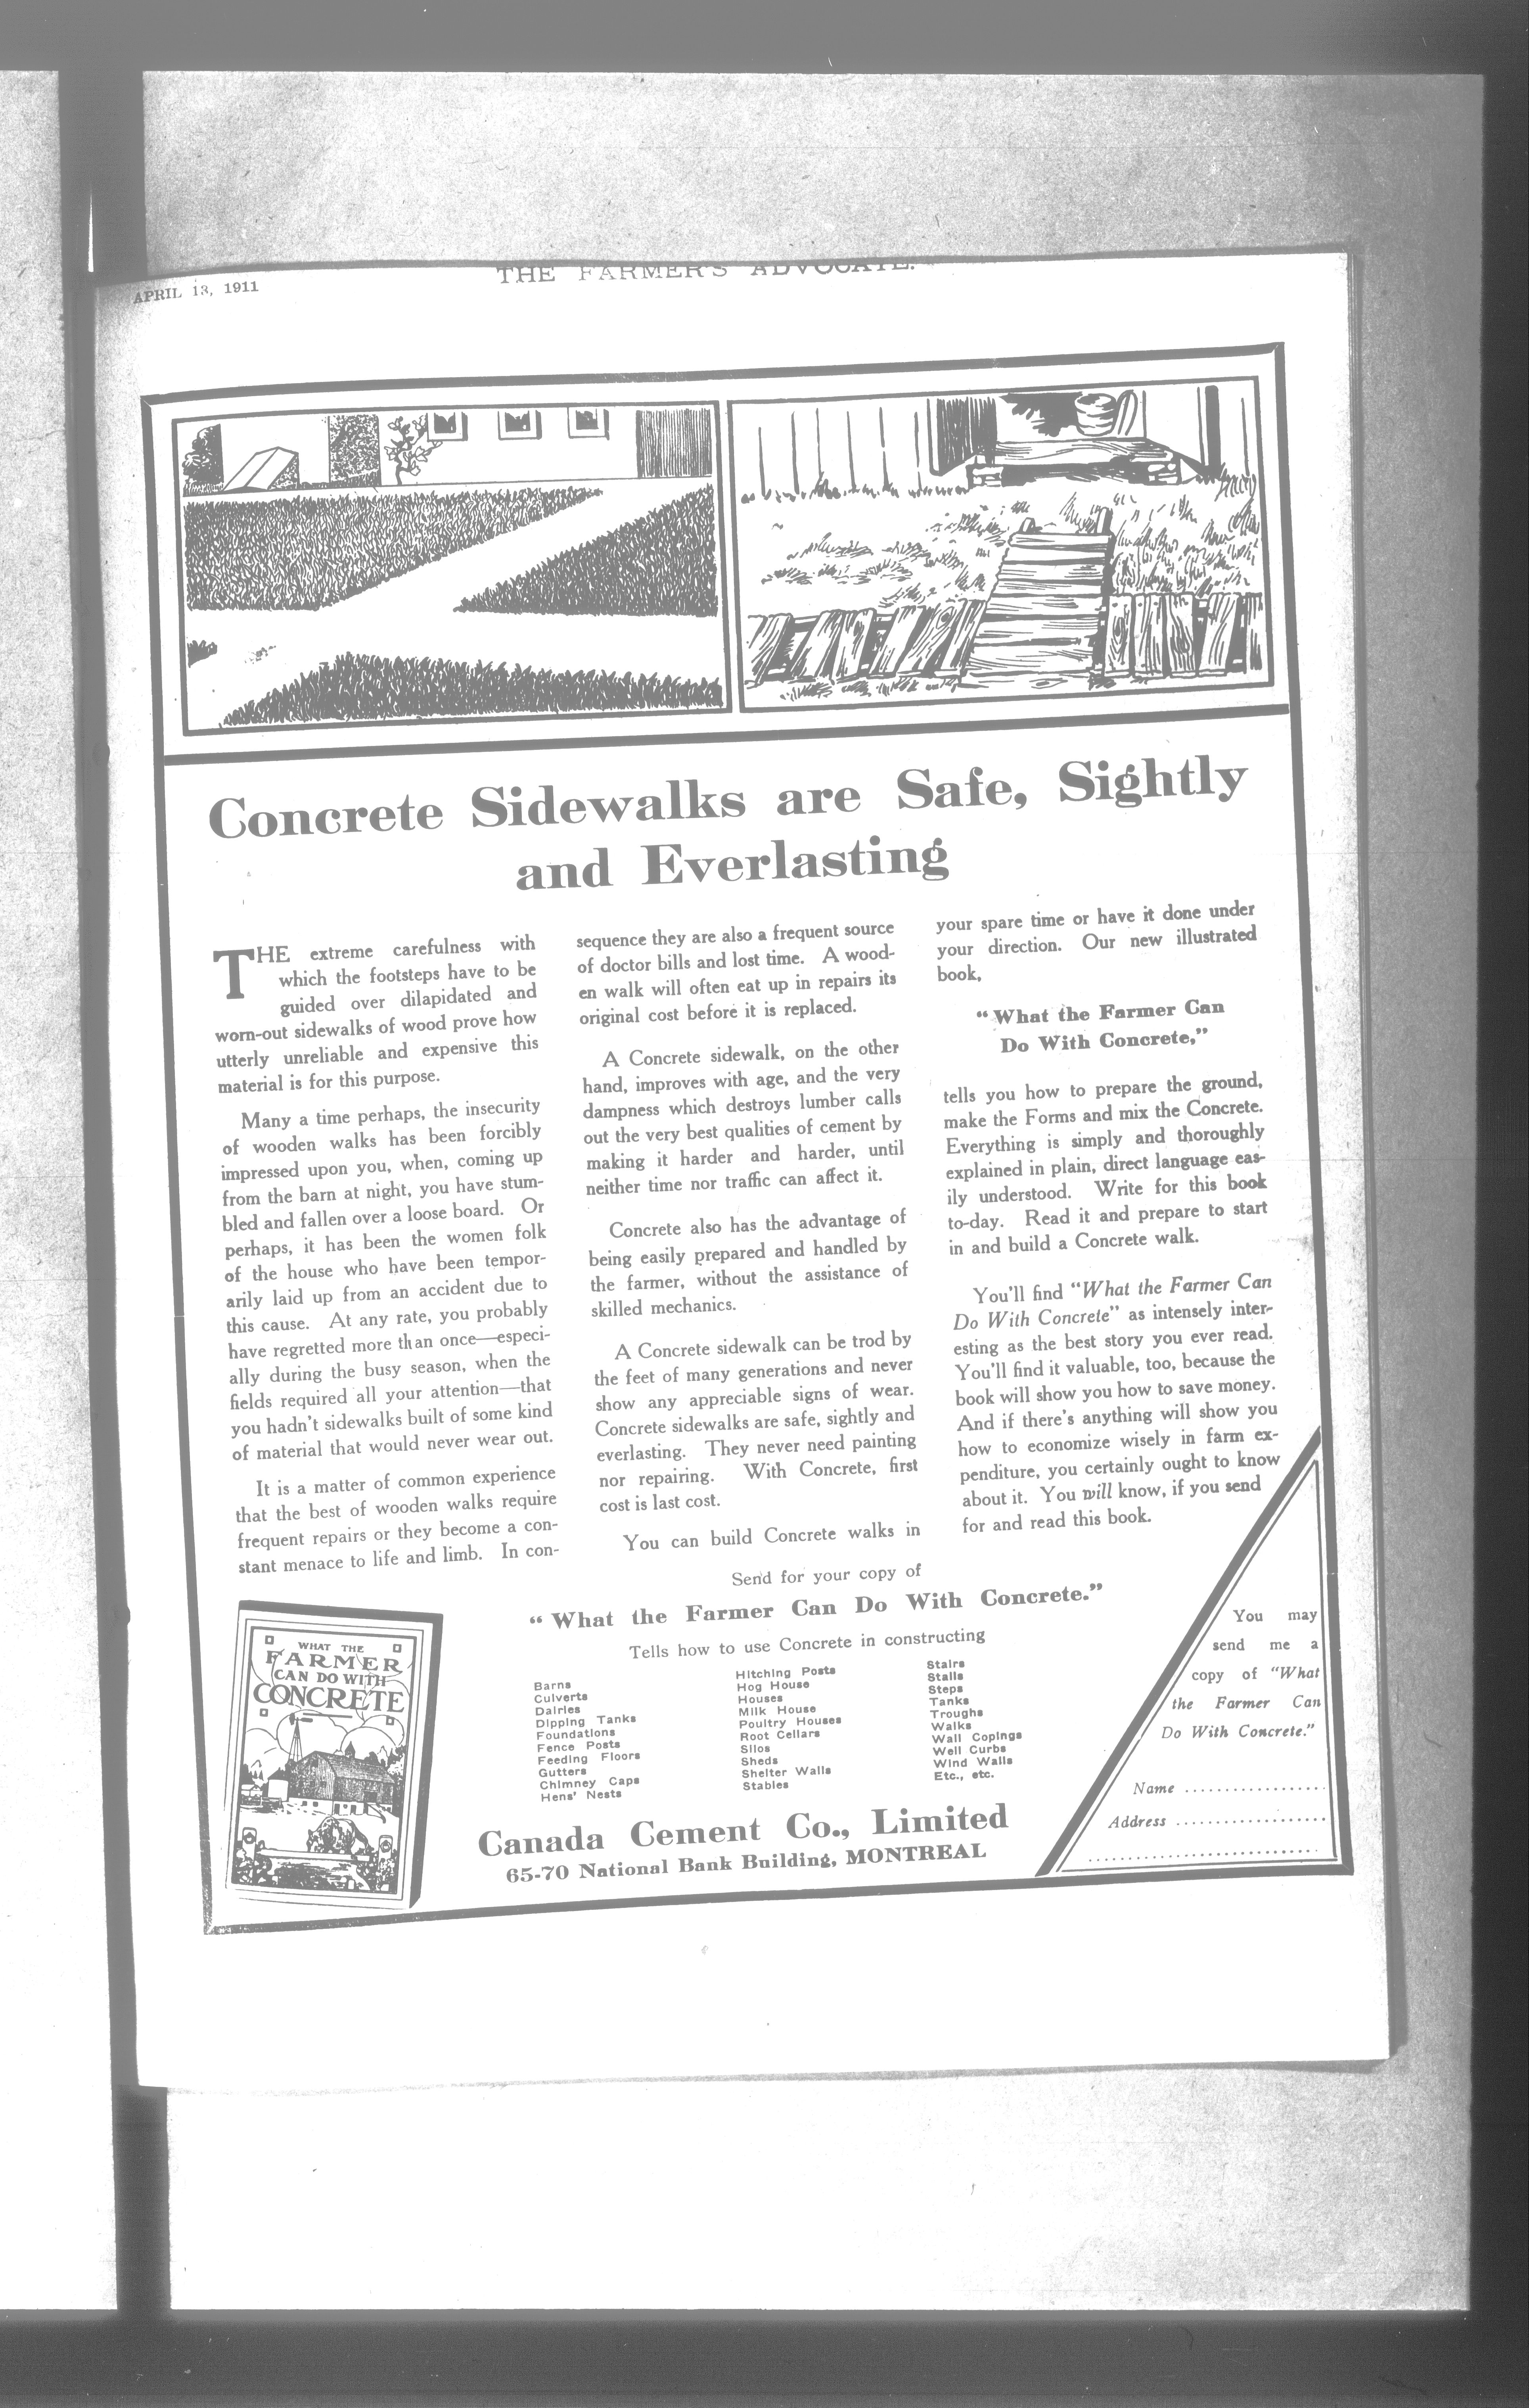 APRIL 13, 1911
THE FARMER'S ADVOCATE.
Concrete Sidewalks are Safe, Sightly
and Everlasting
THE extreme carefulness with
which the footsteps have to be
guided over dilapidated and
worn-out sidewalks of wood prove how
utterly unreliable and expensive this
material is for this purpose.
Many a time perhaps, the insecurity
of wooden walks has been forcibly
impressed upon you, when, coming up
from the barn at night, you have stum-
bled and fallen over a loose board. Or
perhaps, it has been the women folk
of the house who have been tempor-
arily laid up from an accident due to
this cause. At any rate, you probably
have regretted more than once—especi-
ally during the busy season, when the
fields required all your attention—that
you hadn't sidewalks built of some kind
of material that would never wear out.
It is a matter of common experience
that the best of wooden walks require
frequent repairs or they become a con-
stant menace to life and limb. In con-
sequence they are also a frequent source
of doctor bills and lost time. A wood-
en walk will often eat up in repairs its
original cost before it is replaced.
A Concrete sidewalk, on the other
hand, improves with age, and the very
dampness which destroys lumber calls
out the very best qualities of cement by
making it harder and harder, until
neither time nor traffic can affect it.
Concrete also has the advantage of
being easily prepared and handled by
the farmer, without the assistance of
skilled mechanics.
A Concrete sidewalk can be trod by
the feet of many generations and never
show any appreciable signs of wear.
Concrete sidewalks are safe, sightly and
everlasting. They never need painting
nor repairing. With Concrete, first
cost is last cost.
You can build Concrete walks in
your spare time or have it done under
your direction. Our new illustrated
book,
"What the Farmer Can
Do With Concrete,"
tells you how to prepare the ground,
make the Forms and mix the Concrete.
Everything is simply and thoroughly
explained in plain, direct language eas-
ily understood. Write for this book
to-day. Read it and prepare to start
in and build a Concrete walk.
You'll find "What the Farmer Can
Do With Concrete" as intensely inter-
esting as the best story you ever read.
You'll find it valuable, too, because the
book will show you how to save money.
And if there's anything will show you
how to economize wisely in farm ex-
penditure, you certainly ought to know
about it. You will know, if you send
for and read this book.
Send for your copy of
"What the Farmer Can Do With Concrete."
Tells how to use Concrete in constructing
Barns
Culverts
Dairies
Dipping Tanks
Foundations
Fence Posts
Feeding Floors
Gutters
Chimney Caps
Hens' Nests
Hitching Posts
Hog House
Houses
Milk House
Poultry Houses
Root Cellars
Silos
Sheds
Shelter Walls
Stables
Stairs
Stalls
Steps
Tanks
Troughs
Walks
Wall Copings
Well Curbs
Wind Walls
Etc., etc.
WHAT THE
FARMER
CAN DO WITH
CONCRETE
Canada Cement Co., Limited
65-70 National Bank Building, MONTREAL
You may
send me a
copy of "What
the Farmer Can
Do With Concrete."
Name ..................
Address ..................